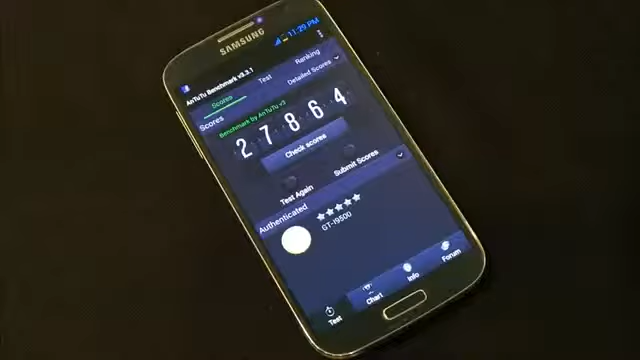 SAMSUNG
11:29 PM
AnTuTu Benchmark v3.3.1
Scores
Test
Ranking
Scores
Detailed Scores
Benchmark by AnTuTu v3
27864
Check scores
Test Again
Submit Scores
Authenticated
GT-I9500
Test
Chart
Info
Forum